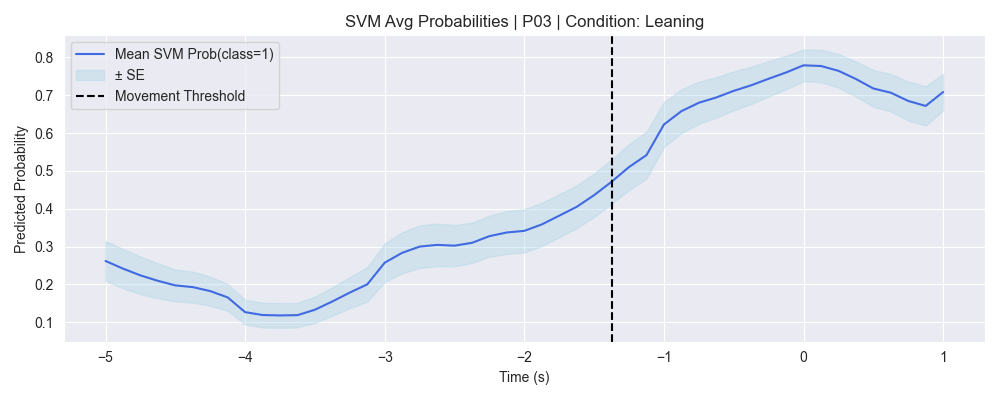 SVM Avg Probabilities | P03 | Condition: Leaning
Mean SVM Prob(class=1)
± SE
Movement Threshold
Predicted Probability
0.8
0.7
0.6
0.5
0.4
0.3
0.2
0.1
−5
−4
−3
−2
−1
0
1
Time (s)